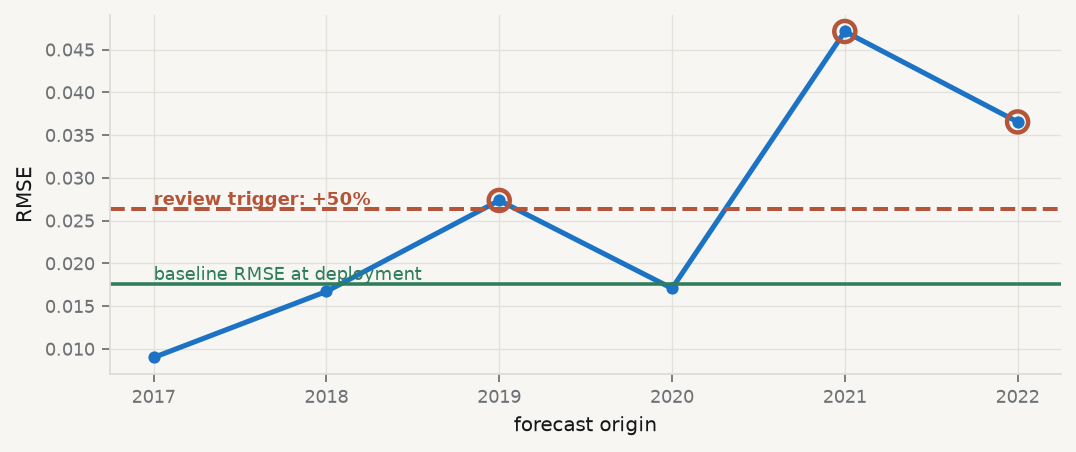 0.045
0.040
0.035
0.030
0.025
0.020
0.015
0.010
RMSE
review trigger: +50%
baseline RMSE at deployment
2017 2018 2019 2020 2021 2022
forecast origin